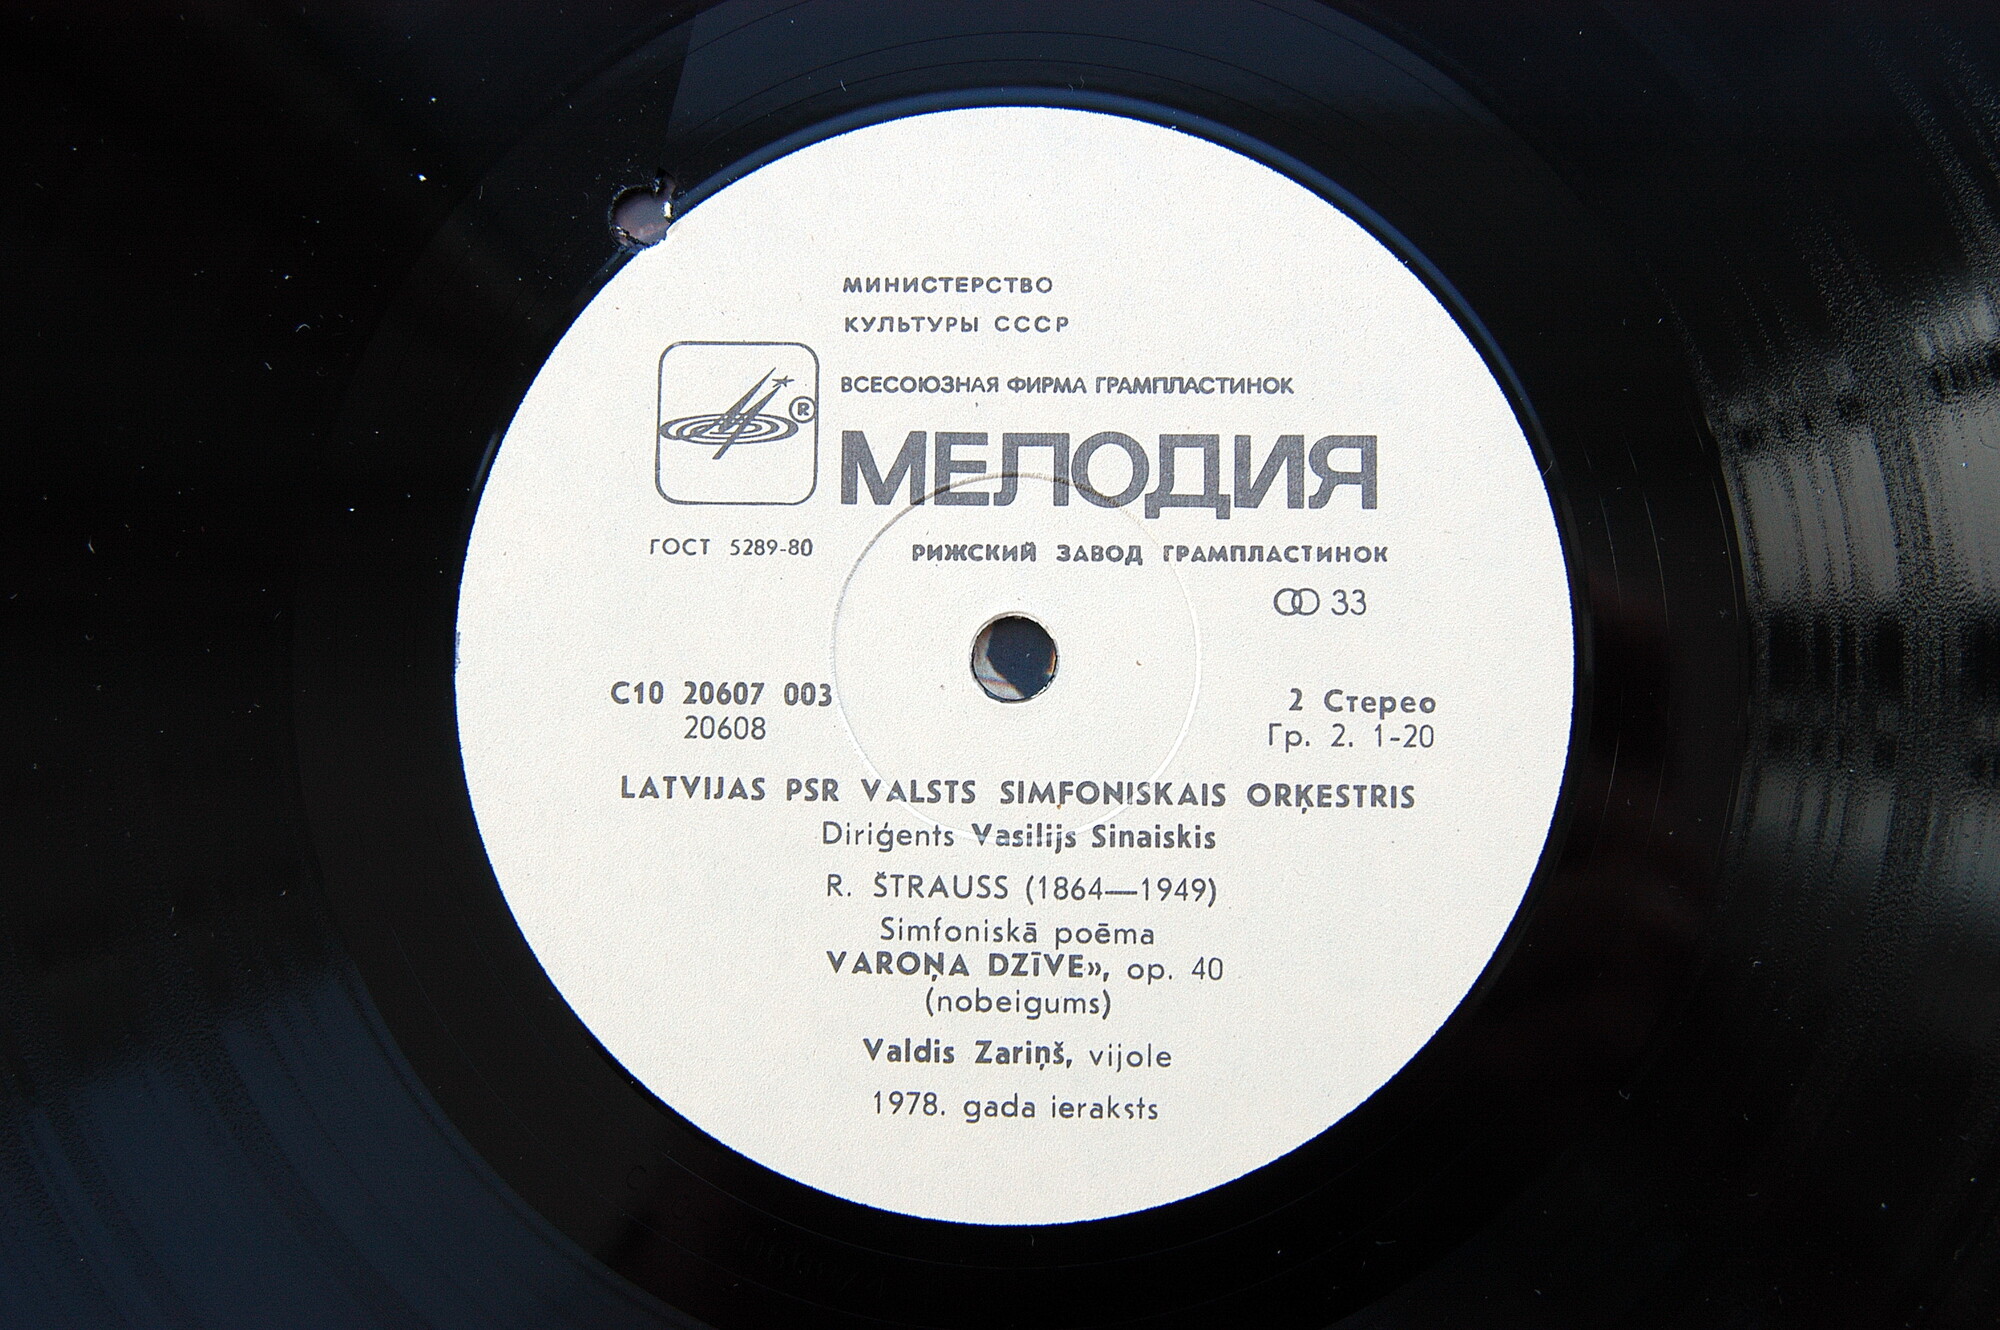 МИНИСТЕРСТВО
КУЛЬТУРЫ СССР
ВСЕСОЮЗНАЯ ФИРМА ГРАМПЛАСТИНОК
®
МЕЛОДИЯ
ГОСТ 5289-80
РИЖСКИЙ ЗАВОД ГРАМПЛАСТИНОК
33
С10 20607 003
20608
2 Стерео
Гр. 2. 1-20
LATVIJAS PSR VALSTS SIMFONISKAIS ORĶESTRIS
Diriģents Vasilijs Sinaiskis
R. ŠTRAUSS (1864—1949)
Simfoniskā poēma
VAROŅA DZĪVE», op. 40
(nobeigums)
Valdis Zariņš, vijole
1978. gada ieraksts